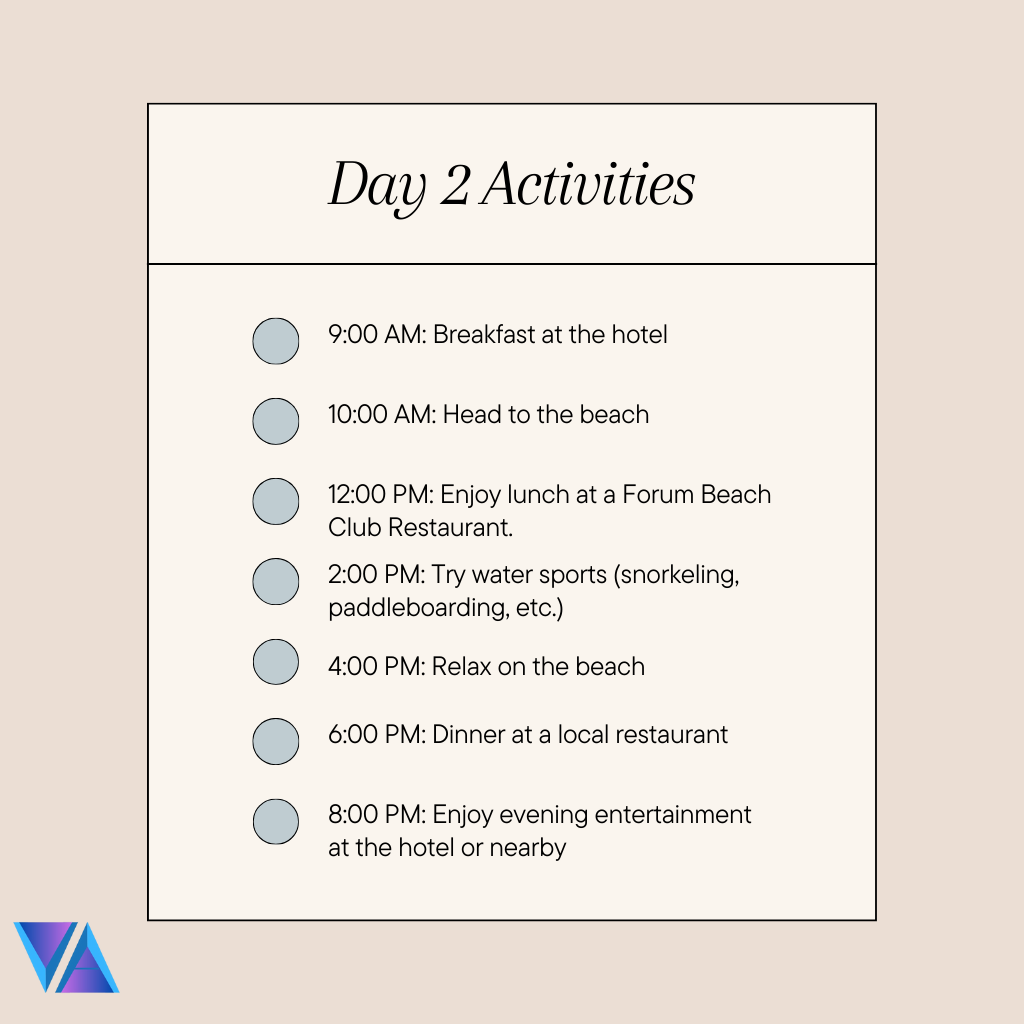 Day 2 Activities
9:00 AM: Breakfast at the hotel
10:00 AM: Head to the beach
12:00 PM: Enjoy lunch at a Forum Beach
Club Restaurant.
2:00 PM: Try water sports (snorkeling,
paddleboarding, etc.)
4:00 PM: Relax on the beach
6:00 PM: Dinner at a local restaurant
8:00 PM: Enjoy evening entertainment
at the hotel or nearby
VA